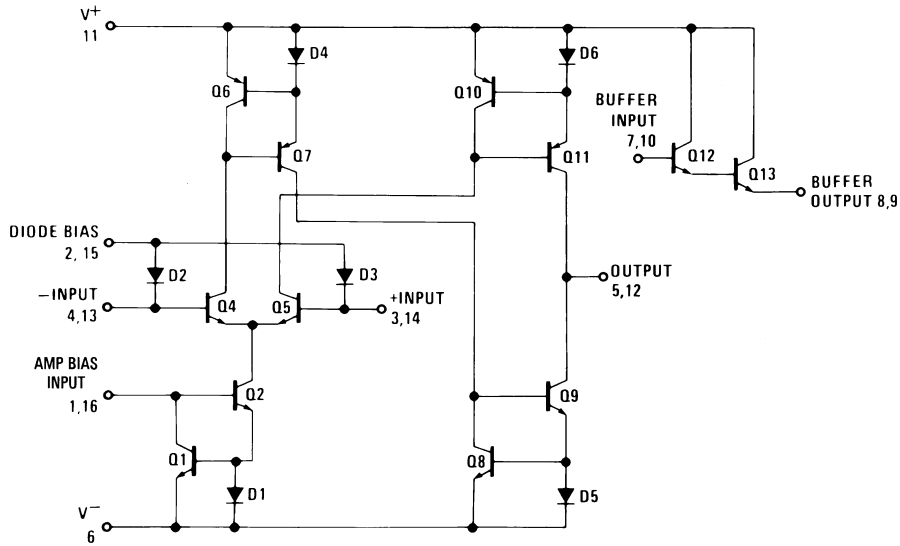 V+
11
D4
D6
Q6
Q10
BUFFER
INPUT
7,10
Q7
Q11
Q12
Q13
BUFFER
OUTPUT 8,9
DIODE BIAS
2, 15
D2
D3
OUTPUT
5,12
−INPUT
4,13
Q4
Q5
+INPUT
3,14
AMP BIAS
INPUT
1,16
Q2
Q9
Q1
Q8
D1
D5
V−
6